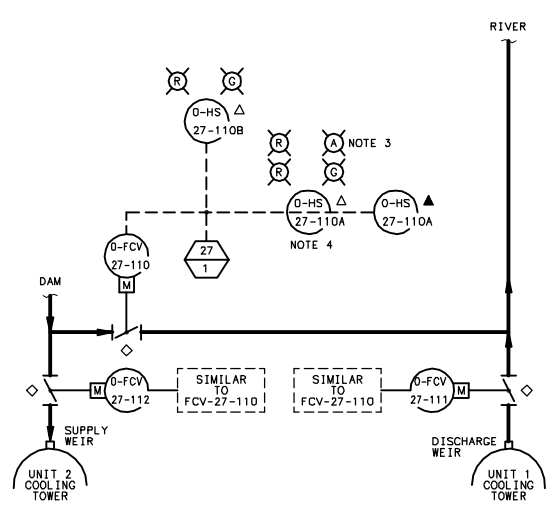 RIVER
R G
0-HS
27-110B
R A NOTE 3
R G
0-HS
27-110A
0-HS
27-110A
NOTE 4
0-FCV
27-110
M
27
1
DAM
M
0-FCV
27-112
SIMILAR
TO
FCV-27-110
SIMILAR
TO
FCV-27-110
0-FCV
27-111
M
SUPPLY
WEIR
DISCHARGE
WEIR
UNIT 2
COOLING
TOWER
UNIT 1
COOLING
TOWER